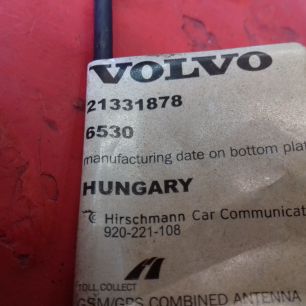 VOLVO
21331878
6530
manufacturing date on bottom plat
HUNGARY
Hirschmann Car Communicat
920-221-108
TOLL COLLECT
GSM/GPS COMBINED ANTENNA